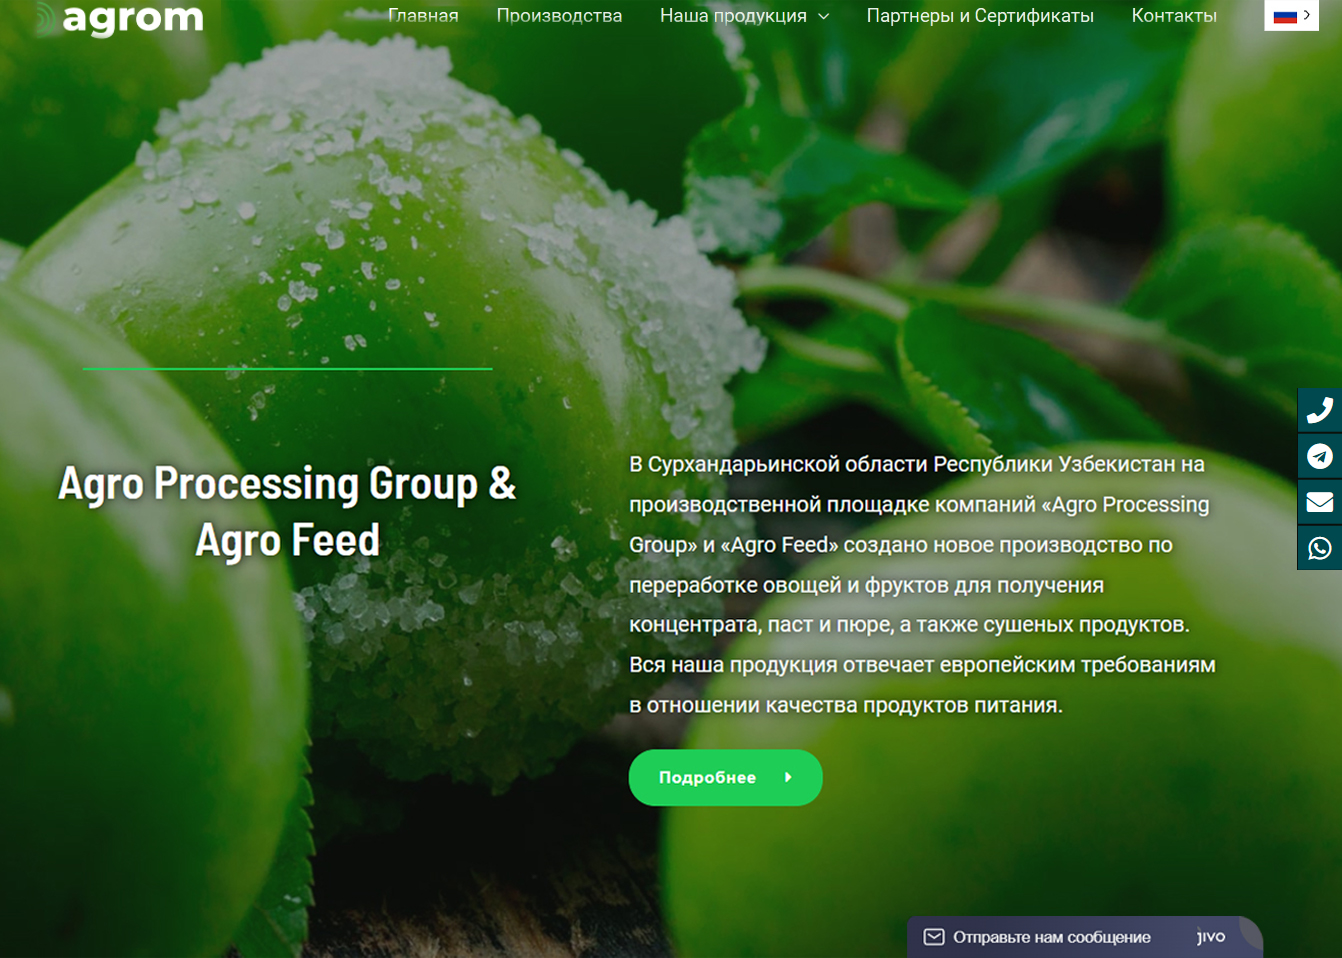 agrom
Главная Производства Наша продукция Партнеры и Сертификаты Контакты
Agro Processing Group &
Agro Feed
В Сурхандарьинской области Республики Узбекистан на
производственной площадке компаний «Agro Processing
Group» и «Agro Feed» создано новое производство по
переработке овощей и фруктов для получения
концентрата, паст и пюре, а также сушеных продуктов.
Вся наша продукция отвечает европейским требованиям
в отношении качества продуктов питания.
Подробнее
Отправьте нам сообщение jivo